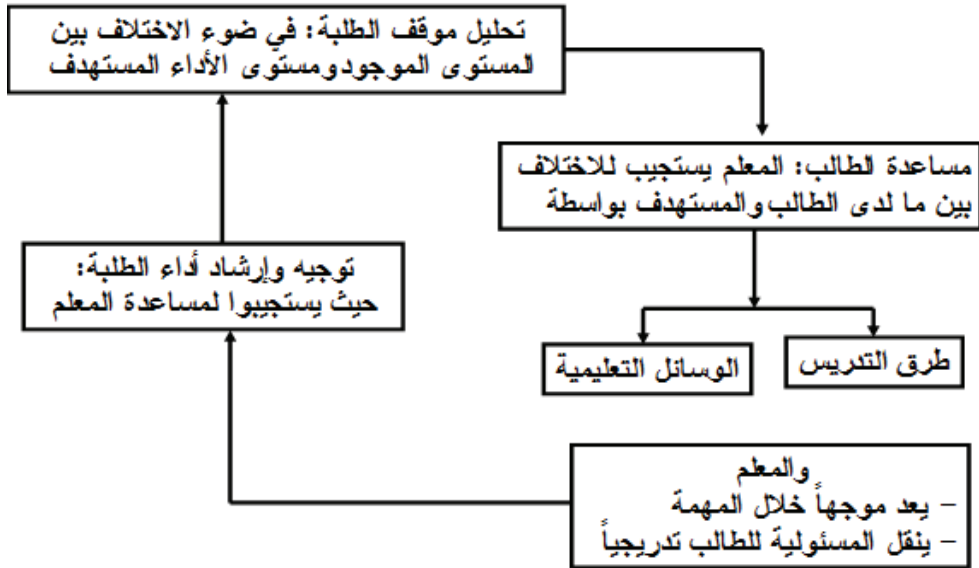 تحليل موقف الطلبة: في ضوء الاختلاف بين
المستوى الموجود ومستوى الأداء المستهدف
مساعدة الطالب: المعلم يستجيب للاختلاف
بين ما لدى الطالب والمستهدف بواسطة
طرق التدريس
الوسائل التعليمية
والمعلم
– يعد موجهاً خلال المهمة
– ينقل المسئولية للطالب تدريجياً
توجيه وإرشاد أداء الطلبة:
حيث يستجيبوا لمساعدة المعلم